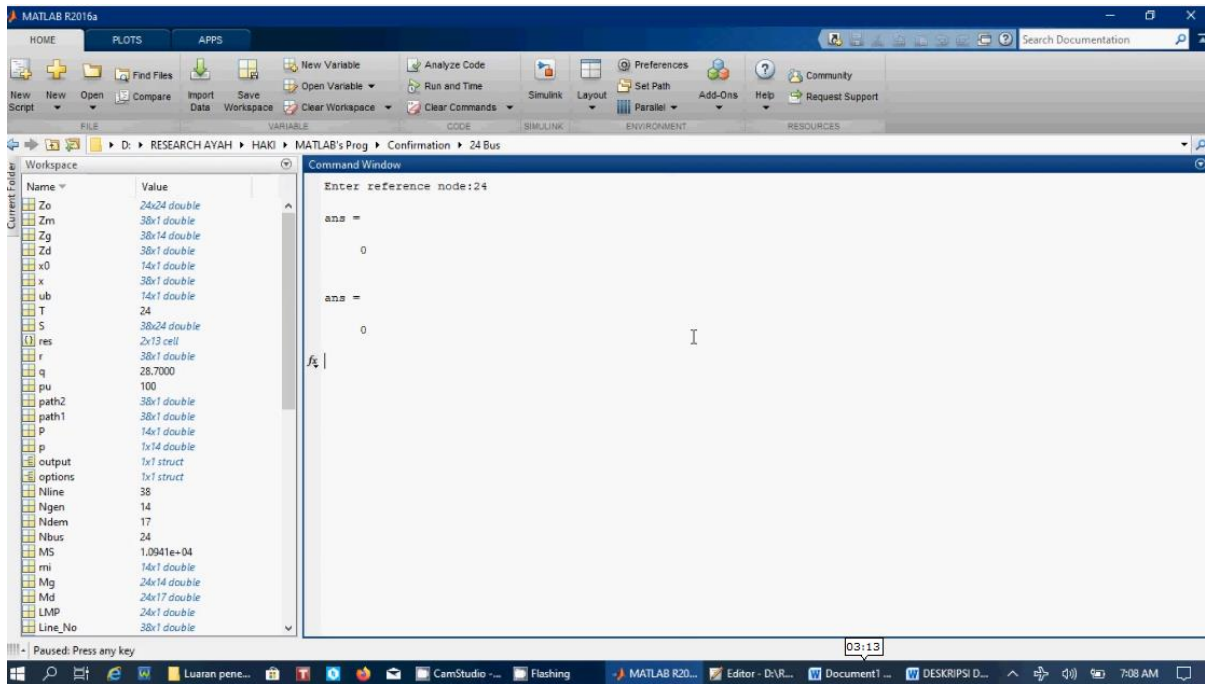 MATLAB R2016a
HOME PLOTS APPS
Search Documentation
New Script
New
Open
Find Files
Compare
Import Data
Save Workspace
New Variable
Open Variable
Clear Workspace
Analyze Code
Run and Time
Clear Commands
Simulink
Layout
Preferences
Set Path
Parallel
Add-Ons
Help
Community
Request Support
FILE VARIABLE CODE SIMULINK ENVIRONMENT RESOURCES
D: RESEARCH AYAH HAKI MATLAB's Prog Confirmation 24 Bus
Current Folder
Workspace
Name Value
Zo 24x24 double
Zm 38x1 double
Zg 38x14 double
Zd 38x1 double
x0 14x1 double
x 38x1 double
ub 14x1 double
T 24
S 38x24 double
res 2x13 cell
r 38x1 double
q 28.7000
pu 100
path2 38x1 double
path1 38x1 double
P 14x1 double
p 1x14 double
output 1x1 struct
options 1x1 struct
Nline 38
Ngen 14
Ndem 17
Nbus 24
MS 1.0941e+04
mi 14x1 double
Mg 24x14 double
Md 24x17 double
LMP 24x1 double
Line_No 38x1 double
Command Window
Enter reference node:24
ans =
0
ans =
0
fx
Paused: Press any key
03:13
Luaran pene... CamStudio -... Flashing MATLAB R20... Editor - D:\R... Document1 ... DESKRIPSI D... 7:08 AM